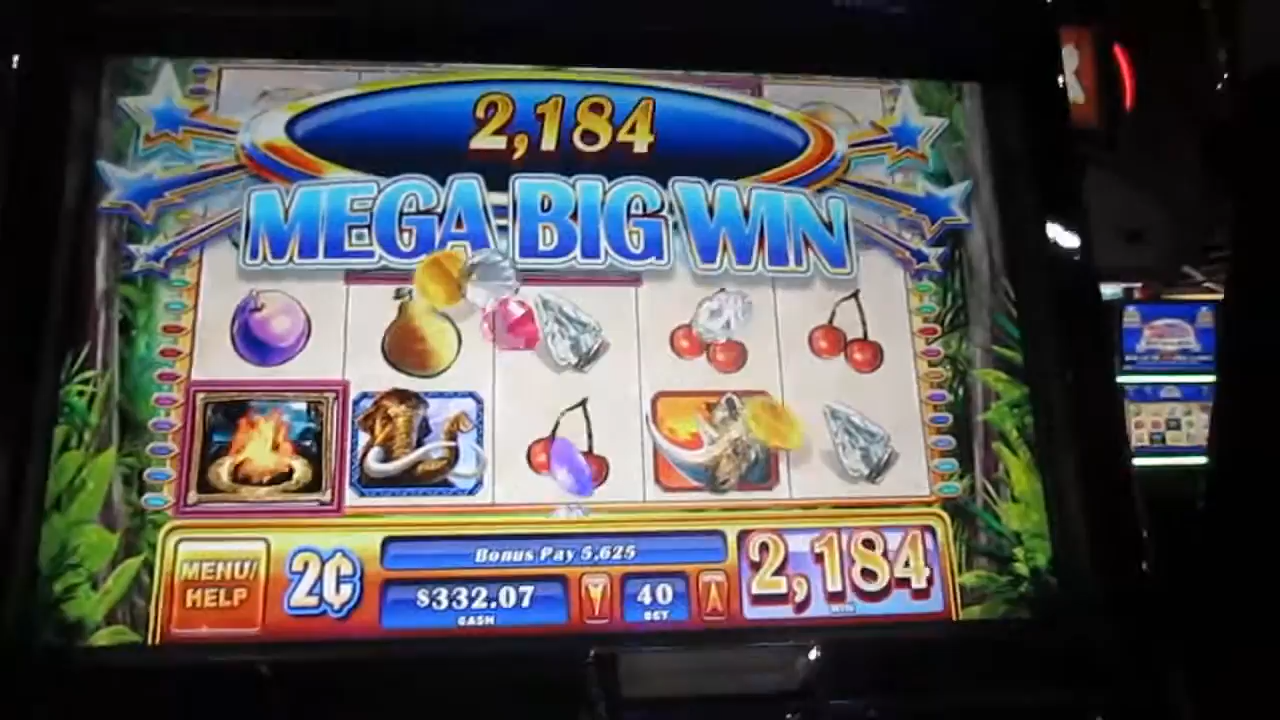 2,184
MEGA BIG WIN
MENU/
HELP
2¢
Bonus Pay 5,625
$332.07
CASH
40
BET
2,184
WIN
R